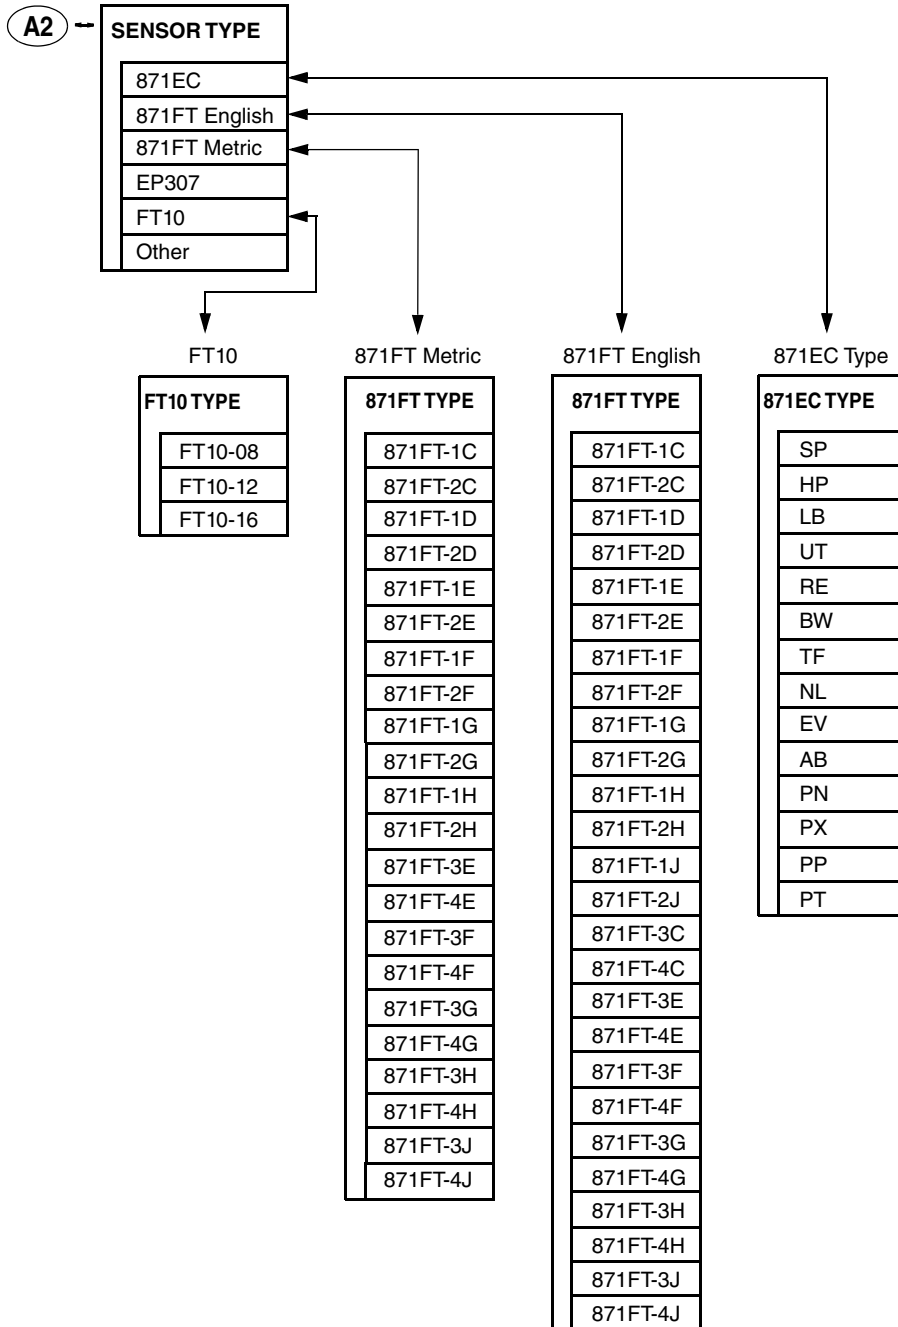 A2
SENSOR TYPE
871EC
871FT English
871FT Metric
EP307
FT10
Other
FT10
FT10 TYPE
FT10-08
FT10-12
FT10-16
871FT Metric
871FT TYPE
871FT-1C
871FT-2C
871FT-1D
871FT-2D
871FT-1E
871FT-2E
871FT-1F
871FT-2F
871FT-1G
871FT-2G
871FT-1H
871FT-2H
871FT-3E
871FT-4E
871FT-3F
871FT-4F
871FT-3G
871FT-4G
871FT-3H
871FT-4H
871FT-3J
871FT-4J
871FT English
871FT TYPE
871FT-1C
871FT-2C
871FT-1D
871FT-2D
871FT-1E
871FT-2E
871FT-1F
871FT-2F
871FT-1G
871FT-2G
871FT-1H
871FT-2H
871FT-1J
871FT-2J
871FT-3C
871FT-4C
871FT-3E
871FT-4E
871FT-3F
871FT-4F
871FT-3G
871FT-4G
871FT-3H
871FT-4H
871FT-3J
871FT-4J
871EC Type
871EC TYPE
SP
HP
LB
UT
RE
BW
TF
NL
EV
AB
PN
PX
PP
PT